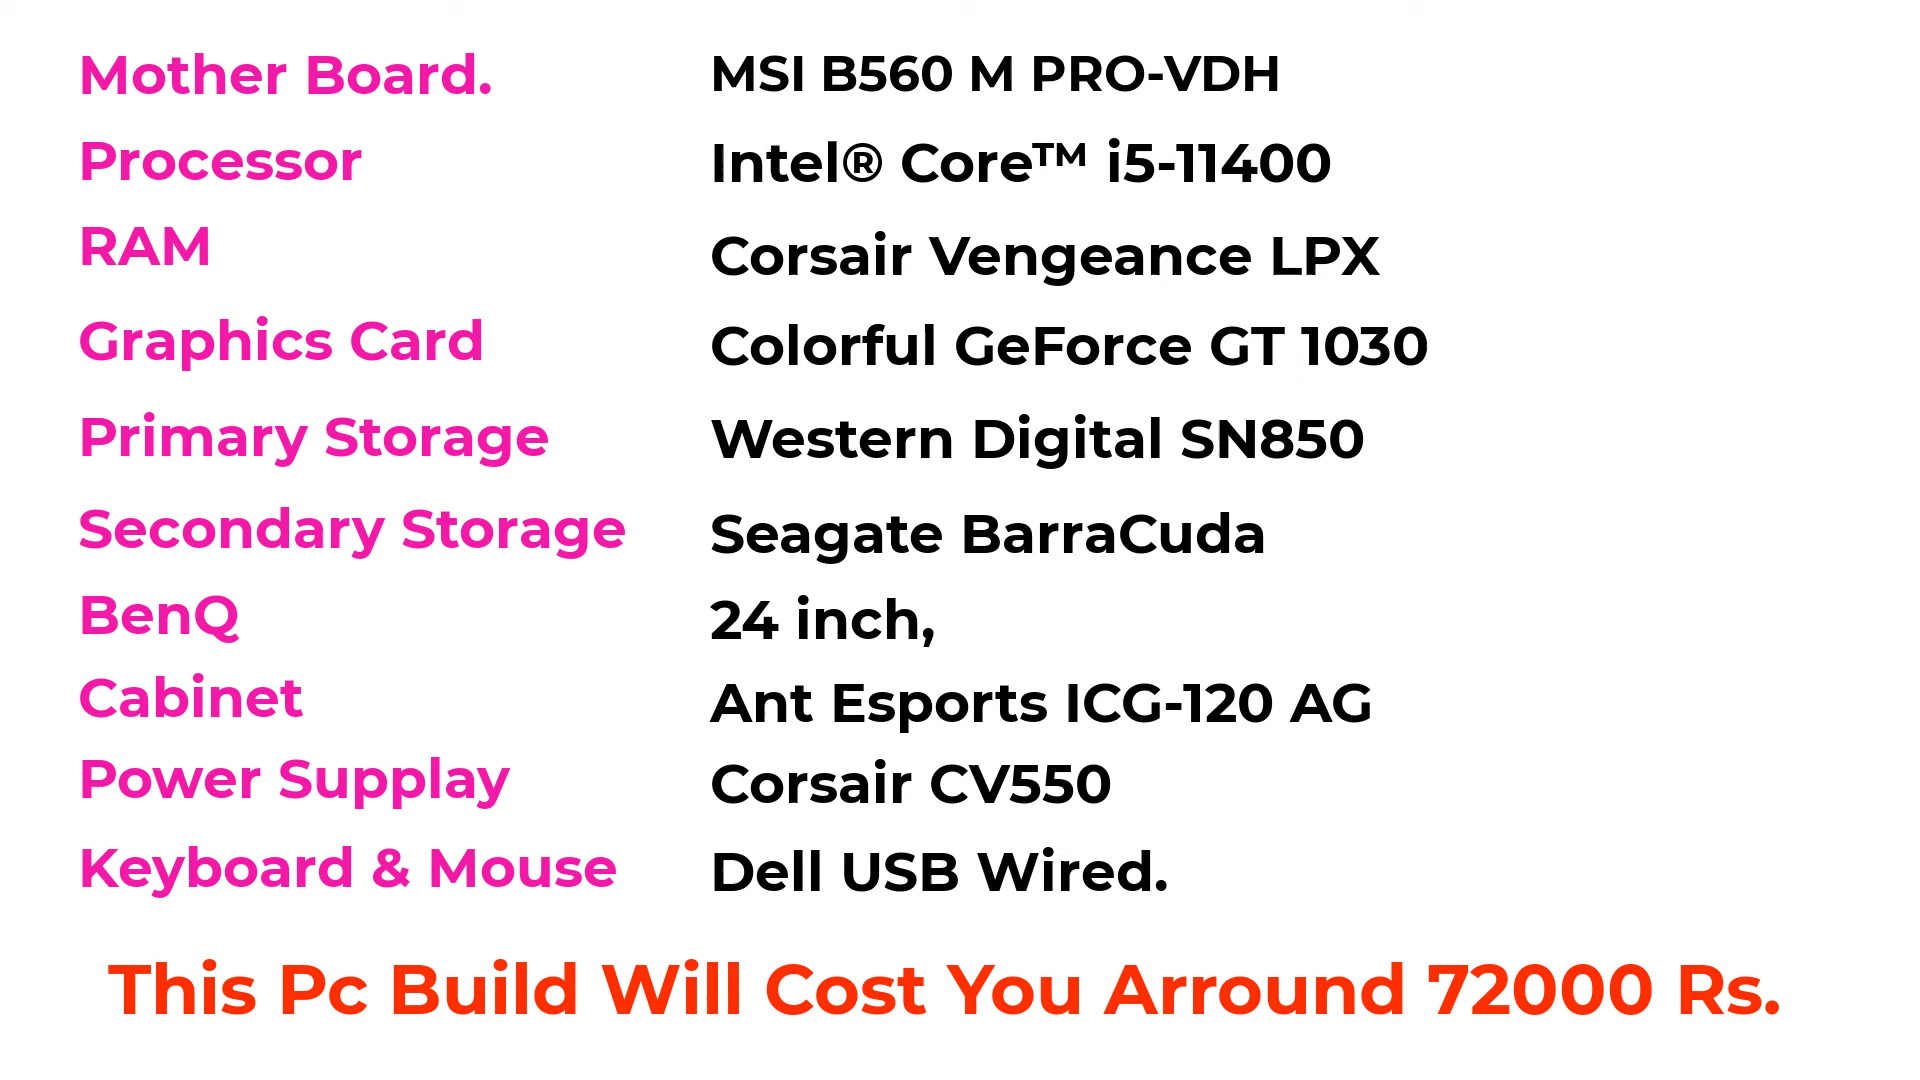 Mother Board. MSI B560 M PRO-VDH
Processor Intel® Core™ i5-11400
RAM Corsair Vengeance LPX
Graphics Card Colorful GeForce GT 1030
Primary Storage Western Digital SN850
Secondary Storage Seagate BarraCuda
BenQ 24 inch,
Cabinet Ant Esports ICG-120 AG
Power Supplay Corsair CV550
Keyboard & Mouse Dell USB Wired.
This Pc Build Will Cost You Arround 72000 Rs.